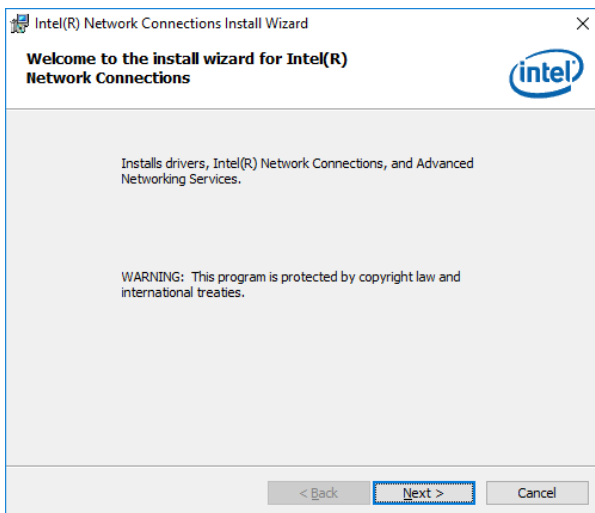 Intel(R) Network Connections Install Wizard
Welcome to the install wizard for Intel(R)
Network Connections
intel
Installs drivers, Intel(R) Network Connections, and Advanced
Networking Services.
WARNING: This program is protected by copyright law and
international treaties.
< Back Next > Cancel